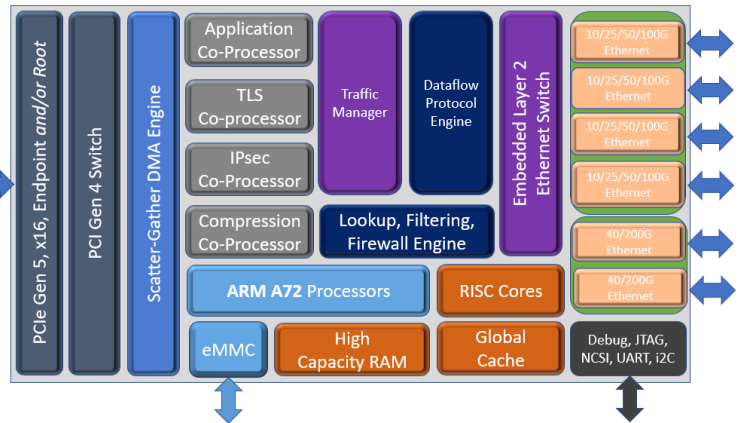 PCIe Gen 5, x16, Endpoint and/or Root
PCI Gen 4 Switch
Scatter-Gather DMA Engine
Application
Co-Processor
TLS
Co-processor
IPsec
Co-Processor
Compression
Co-Processor
Traffic
Manager
Dataflow
Protocol
Engine
Lookup, Filtering,
Firewall Engine
Embedded Layer 2
Ethernet Switch
10/25/50/100G
Ethernet
10/25/50/100G
Ethernet
10/25/50/100G
Ethernet
10/25/50/100G
Ethernet
40/200G
Ethernet
40/200G
Ethernet
ARM A72 Processors
RISC Cores
eMMC
High
Capacity RAM
Global
Cache
Debug, JTAG,
NCSI, UART, i2C